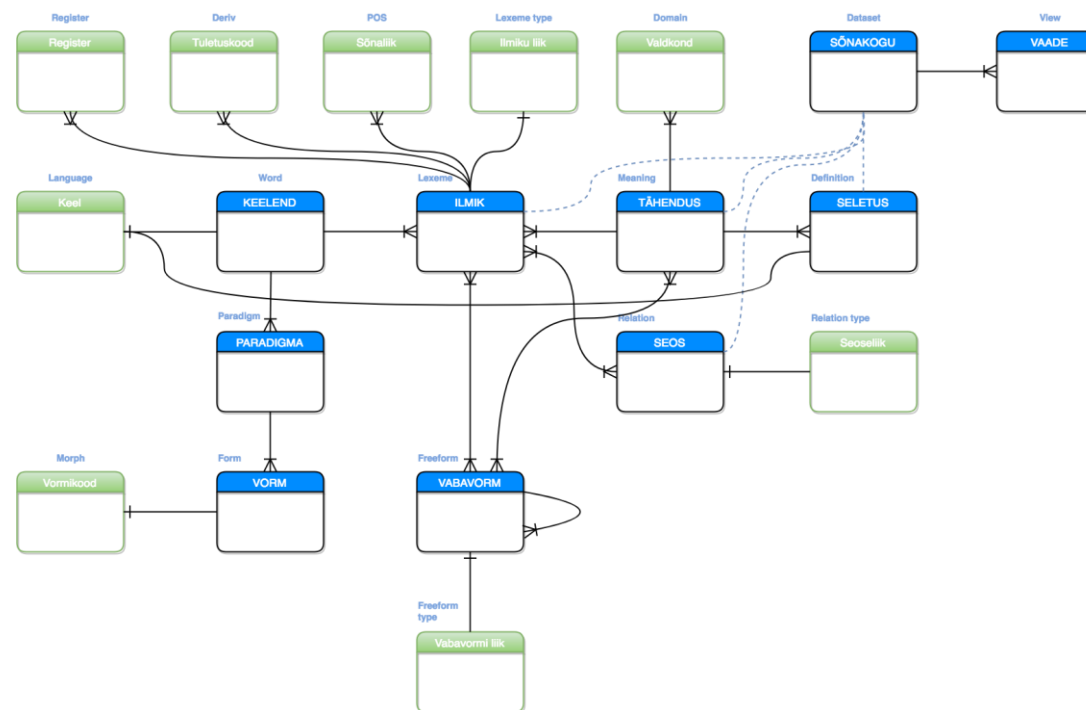 Register
Deriv
POS
Lexeme type
Domain
Dataset
View
Register
Tuletuskood
Sõnaliik
Ilmiku liik
Valdkond
SÕNAKOGU
VAADE
Language
Word
Lexeme
Meaning
Definition
Keel
KEELEND
ILMIK
TÄHENDUS
SELETUS
Paradigm
Relation
Relation type
PARADIGMA
SEOS
Seoseliik
Morph
Form
Freeform
Vormikood
VORM
VABAVORM
Freeform
type
Vabavormi liik